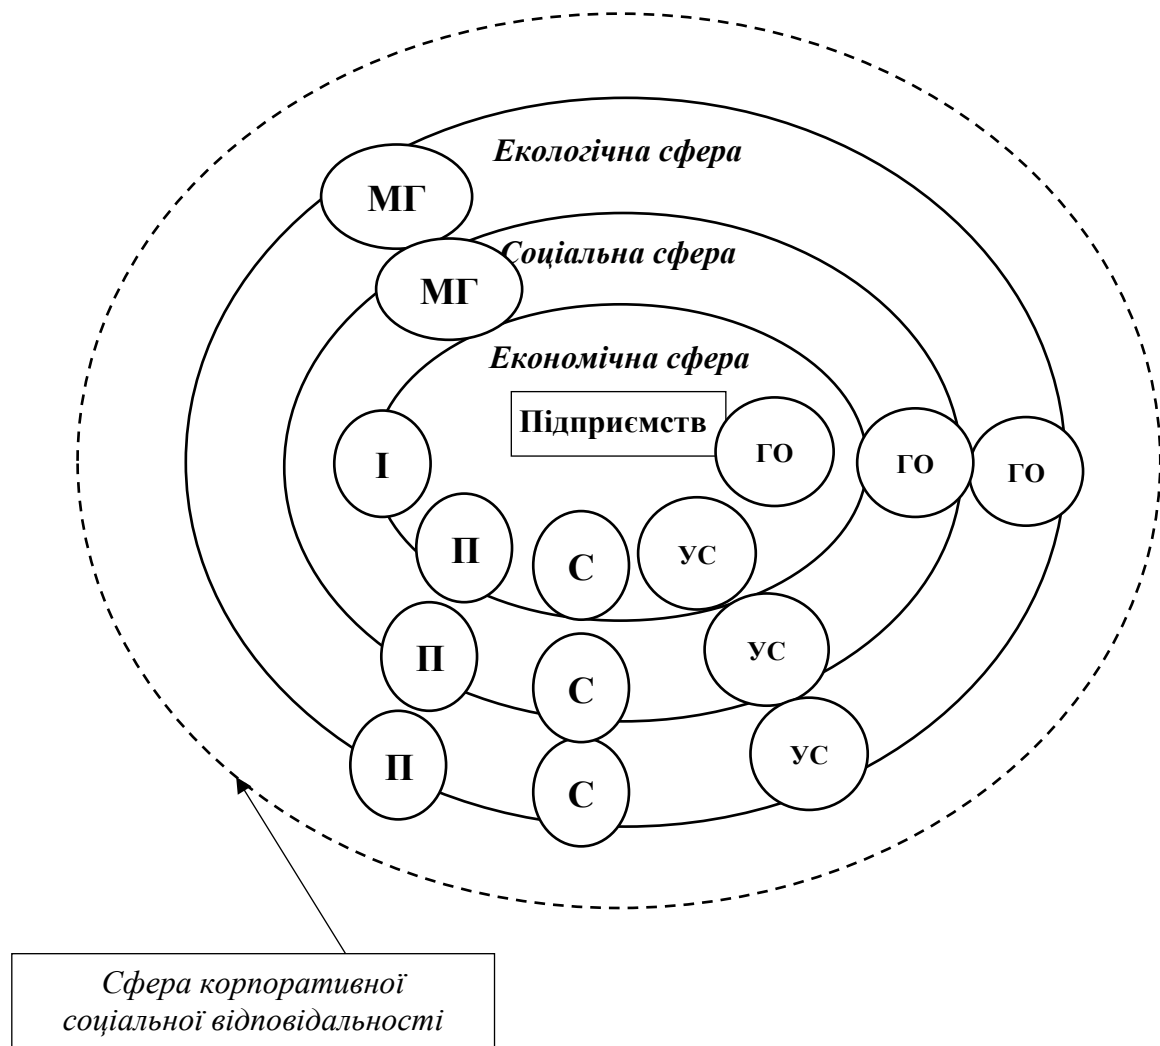 Екологічна сфера
МГ
Соціальна сфера
МГ
Економічна сфера
Підприємств
ГО
ГО
ГО
І
П
С
УС
П
С
УС
П
С
УС
Сфера корпоративної
соціальної відповідальності